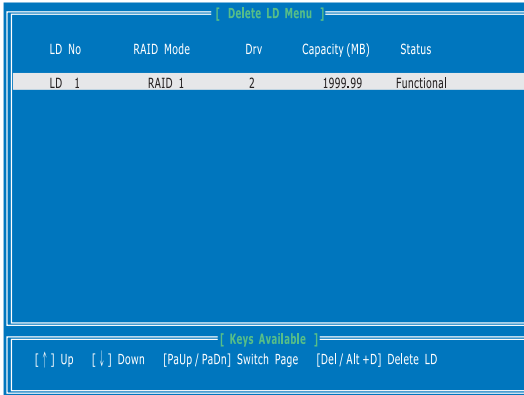 [ Delete LD Menu ]
LD No RAID Mode Drv Capacity (MB) Status
LD 1 RAID 1 2 1999.99 Functional
[ Keys Available ]
[↑] Up [↓] Down [PaUp / PaDn] Switch Page [Del / Alt +D] Delete LD